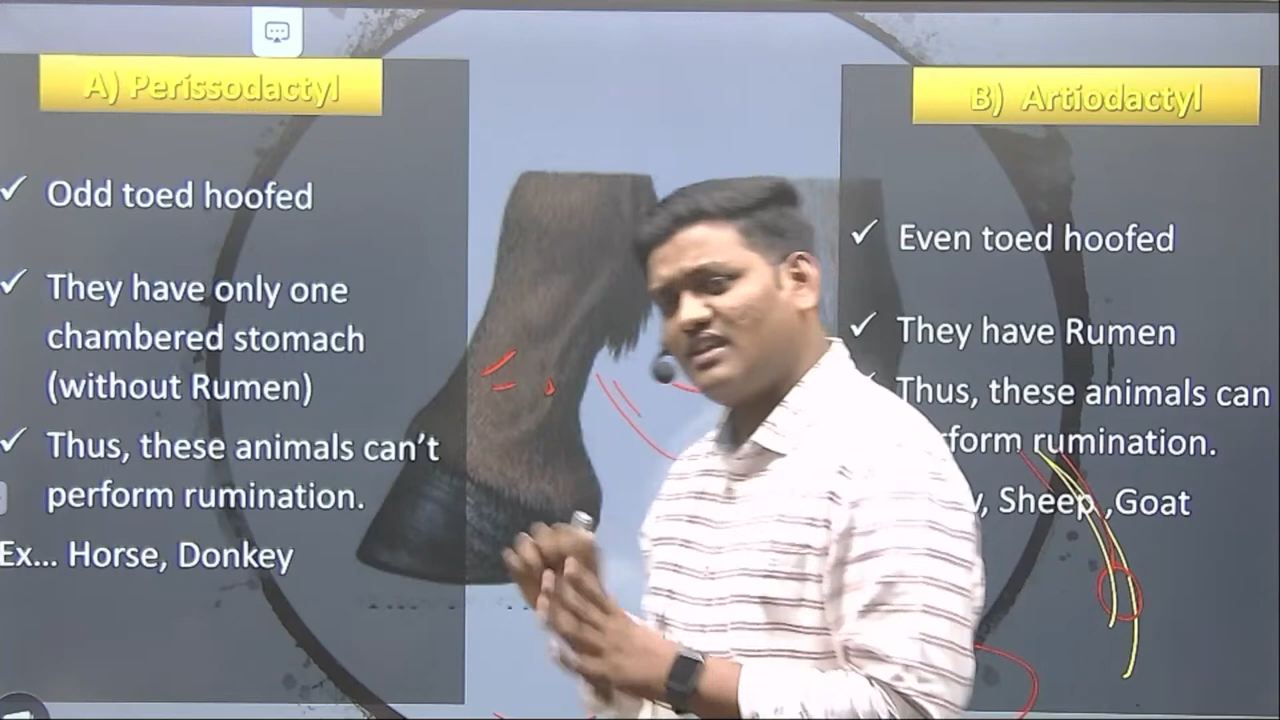 A) Perissodactyl
✓ Odd toed hoofed
✓ They have only one
chambered stomach
(without Rumen)
✓ Thus, these animals can't
perform rumination.
Ex... Horse, Donkey
B) Artiodactyl
✓ Even toed hoofed
✓ They have Rumen
Thus, these animals can
rumination.
Sheep ,Goat